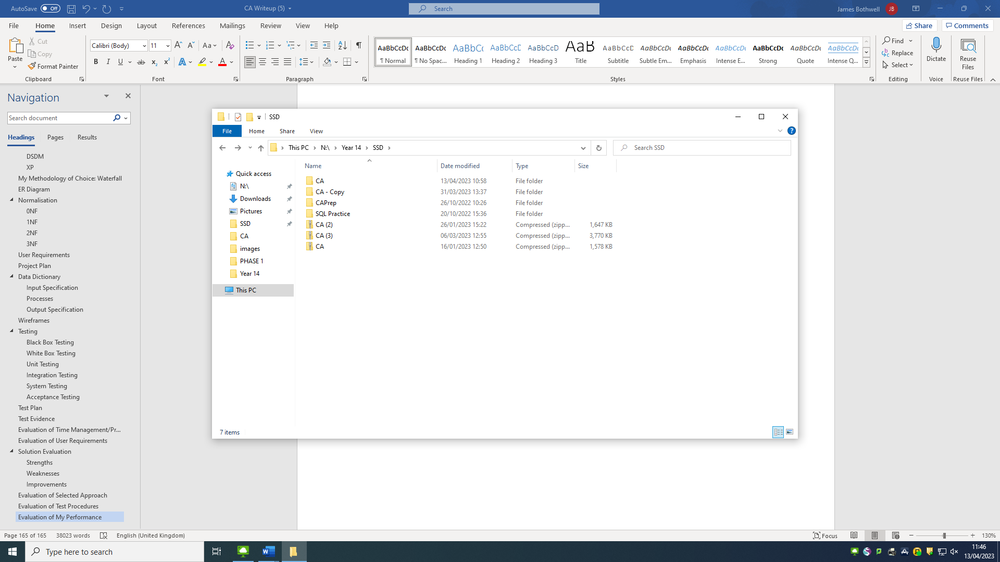 AutoSave Off CA Writeup (5) Search James Bothwell JB
File Home Insert Design Layout References Mailings Review View Help Share Comments
Paste Cut Copy Format Painter Clipboard
Calibri (Body) 11 Font
Paragraph
AaBbCcDc ¶ Normal
AaBbCcDc ¶ No Spac...
AaBbCc Heading 1
AaBbCcD Heading 2
AaBbCcD Heading 3
AaB Title
AaBbCcD Subtitle
AaBbCcDc Subtle Em...
AaBbCcDc Emphasis
AaBbCcDc Intense E...
AaBbCcDc Strong
AaBbCcDc Quote
AaBbCcDc Intense Q...
Styles
Find Replace Select Editing
Dictate Voice
Reuse Files Reuse Files
Navigation
Search document
Headings Pages Results
DSDM
XP
My Methodology of Choice: Waterfall
ER Diagram
Normalisation
0NF
1NF
2NF
3NF
User Requirements
Project Plan
Data Dictionary
Input Specification
Processes
Output Specification
Wireframes
Testing
Black Box Testing
White Box Testing
Unit Testing
Integration Testing
System Testing
Acceptance Testing
Test Plan
Test Evidence
Evaluation of Time Management/Pr...
Evaluation of User Requirements
Solution Evaluation
Strengths
Weaknesses
Improvements
Evaluation of Selected Approach
Evaluation of Test Procedures
Evaluation of My Performance
SSD
File Home Share View
This PC N:\ Year 14 SSD Search SSD
Quick access
N:\
Downloads
Pictures
SSD
CA
images
PHASE 1
Year 14
This PC
Name Date modified Type Size
CA 13/04/2023 10:58 File folder
CA - Copy 31/03/2023 13:37 File folder
CAPrep 26/10/2022 10:26 File folder
SQL Practice 20/10/2022 15:36 File folder
CA (2) 26/01/2023 15:22 Compressed (zipp... 1,647 KB
CA (3) 06/03/2023 12:55 Compressed (zipp... 3,770 KB
CA 16/01/2023 12:50 Compressed (zipp... 1,578 KB
7 items
Page 165 of 165 38023 words English (United Kingdom) Focus 130%
Type here to search
11:46
13/04/2023